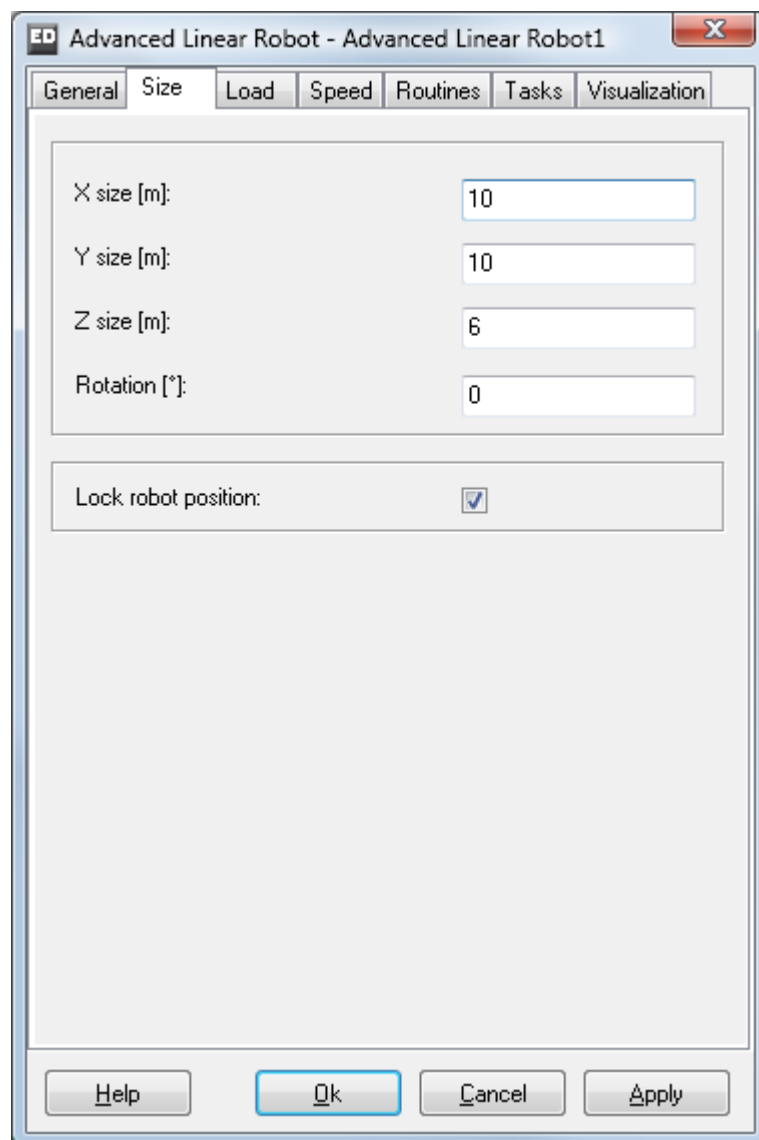 ED Advanced Linear Robot - Advanced Linear Robot1 X
General Size Load Speed Routines Tasks Visualization
X size [m]: 10
Y size [m]: 10
Z size [m]: 6
Rotation [°]: 0
Lock robot position:
Help Ok Cancel Apply